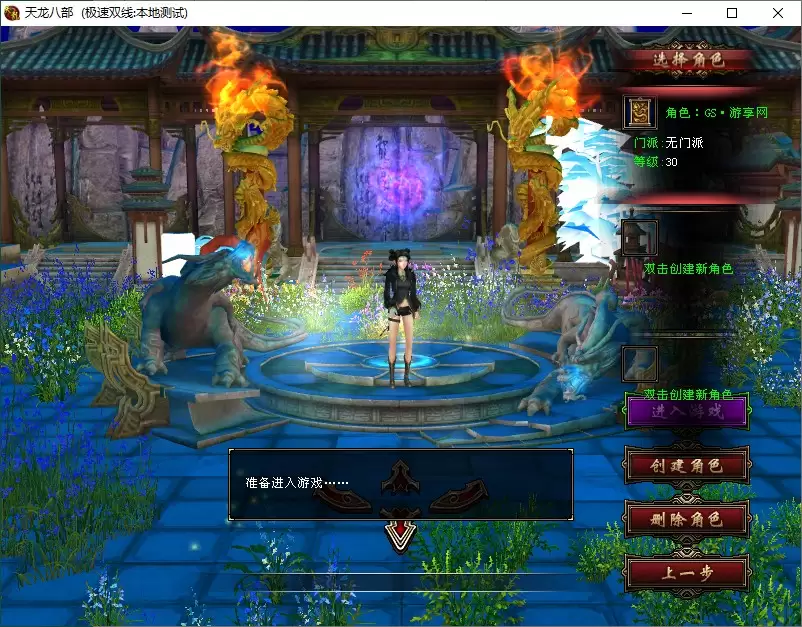 天龙八部 (极速双线:本地测试)
选择角色
角色：GS·游享网
门派:无门派
等级:30
双击创建新角色
双击创建新角色
进入游戏
准备进入游戏……
创建角色
删除角色
上一步